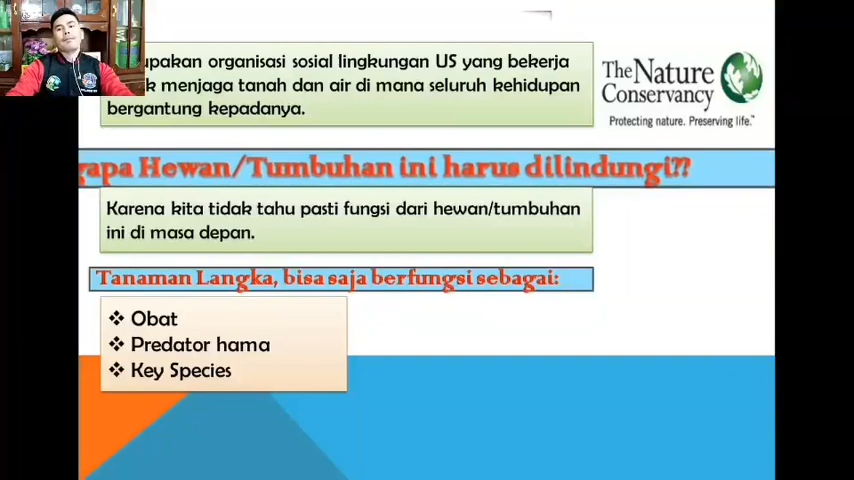 organisasi sosial lingkungan US yang bekerja
menjaga tanah dan air di mana seluruh kehidupan
bergantung kepadanya.
The Nature
Conservancy
Protecting nature. Preserving life.™
Hewan/Tumbuhan ini harus dilindungi??
Karena kita tidak tahu pasti fungsi dari hewan/tumbuhan
ini di masa depan.
Tanaman Langka, bisa saja berfungsi sebagai:
❖ Obat
❖ Predator hama
❖ Key Species